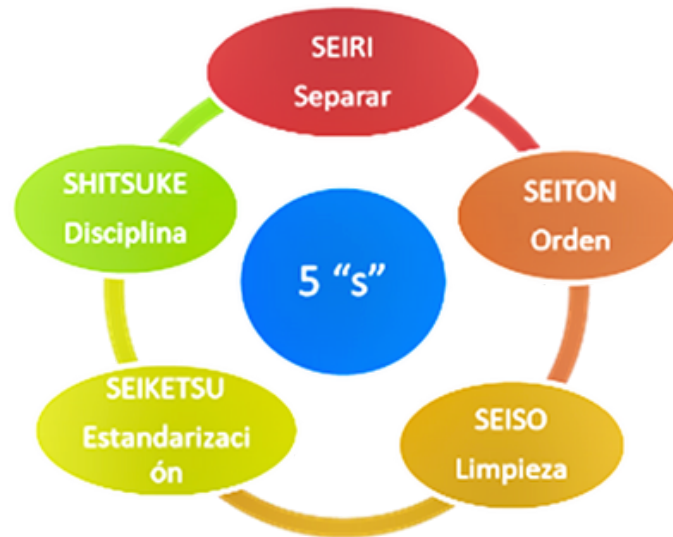 SEIRI
Separar
SEITON
Orden
SEISO
Limpieza
SEIKETSU
Estandarizaci
ón
SHITSUKE
Disciplina
5 “s”